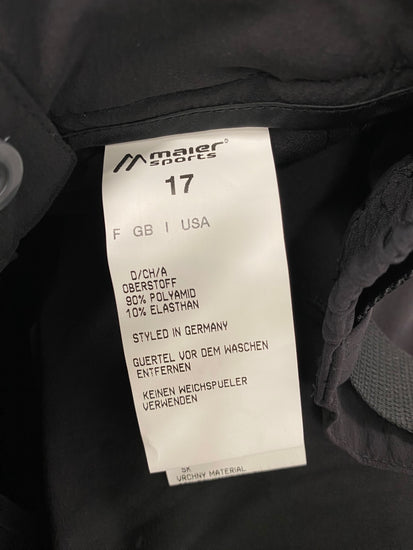 maier
sports
17
F GB I USA
D/CH/A
OBERSTOFF
90% POLYAMID
10% ELASTHAN
STYLED IN GERMANY
GUERTEL VOR DEM WASCHEN
ENTFERNEN
KEINEN WEICHSPUELER
VERWENDEN
SK
VRCHNY MATERIAL